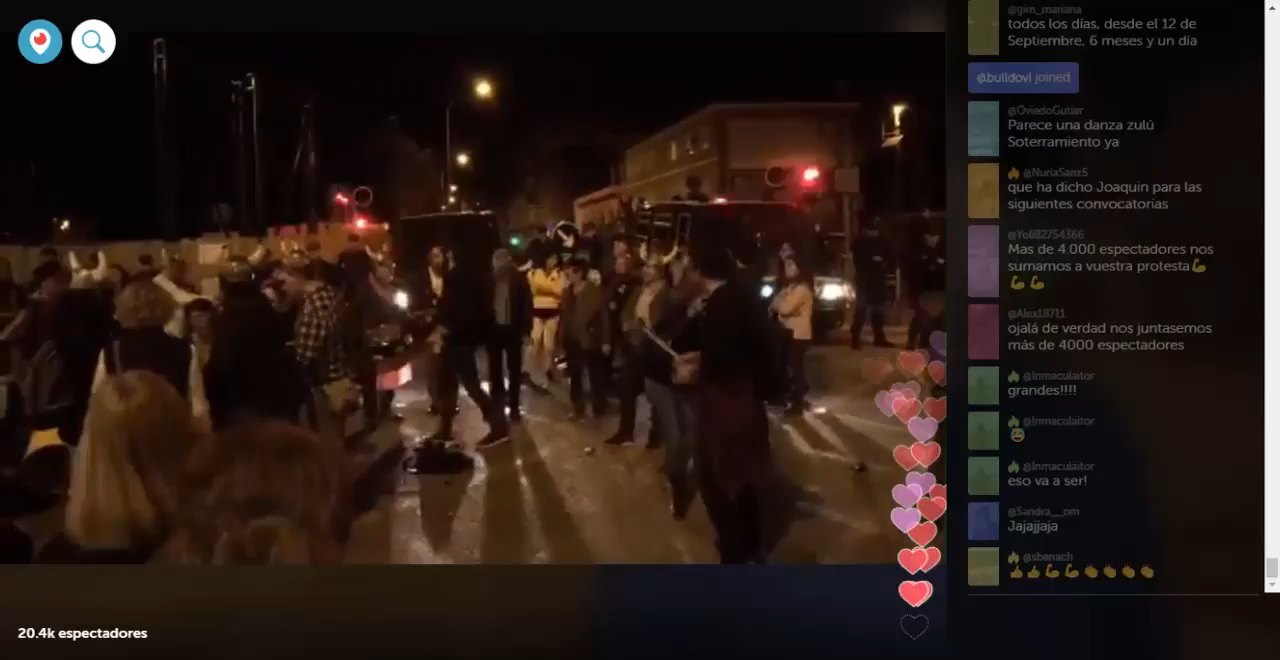 @gim_mariana
todos los días, desde el 12 de
Septiembre, 6 meses y un día
@bulldovi joined
@OviedoGutier
Parece una danza zulú
Soterramiento ya
@NuriaSanz5
que ha dicho Joaquin para las
siguientes convocatorias
@Yoli82754366
Mas de 4.000 espectadores nos
sumamos a vuestra protesta💪
💪 💪
@Alux18711
ojalá de verdad nos juntasemos
más de 4000 espectadores
🔥 @Inmaculaitor
grandes!!!!
🔥 @Inmaculaitor
😂
🔥 @Inmaculaitor
eso va a ser!
@Sandra__om
Jajajjaja
🔥 @sbenach
👍👍💪💪👏👏👏👏
20.4k espectadores